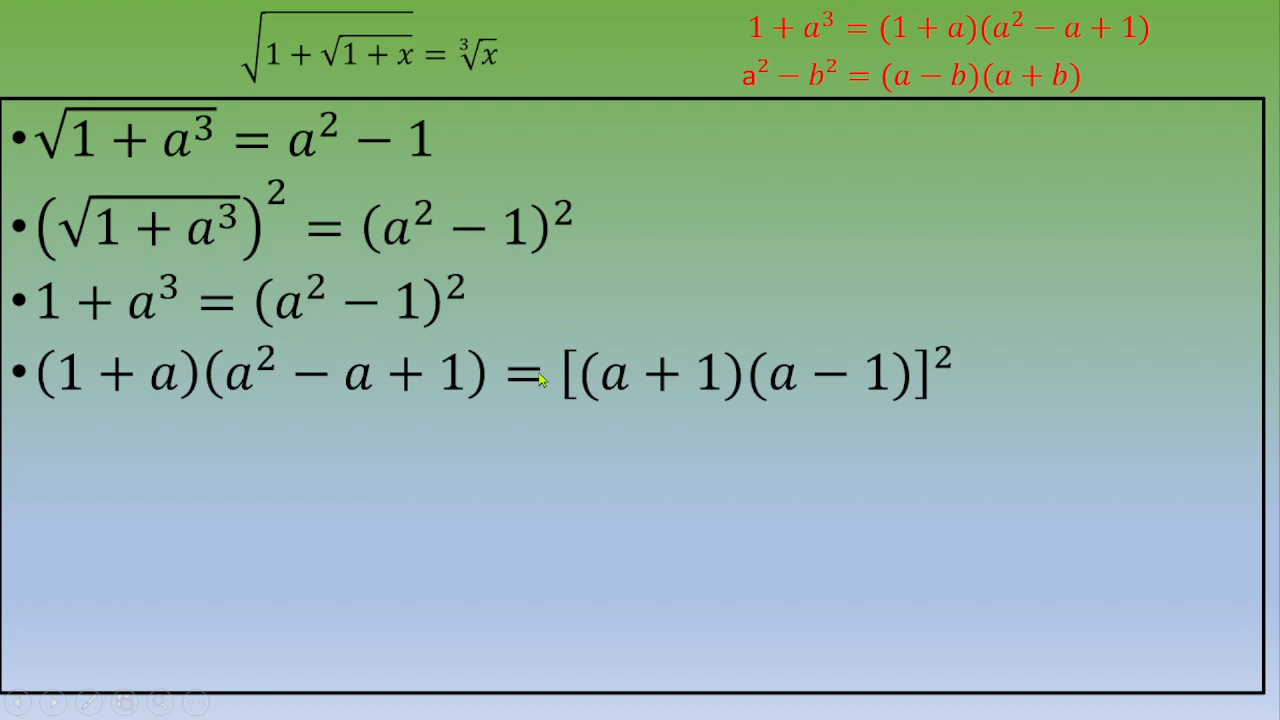 √(1 + √(1 + x)) = ∛x
1 + a³ = (1 + a)(a² − a + 1)
a² − b² = (a − b)(a + b)
• √(1 + a³) = a² − 1
• (√(1 + a³))² = (a² − 1)²
• 1 + a³ = (a² − 1)²
• (1 + a)(a² − a + 1) = [(a + 1)(a − 1)]²